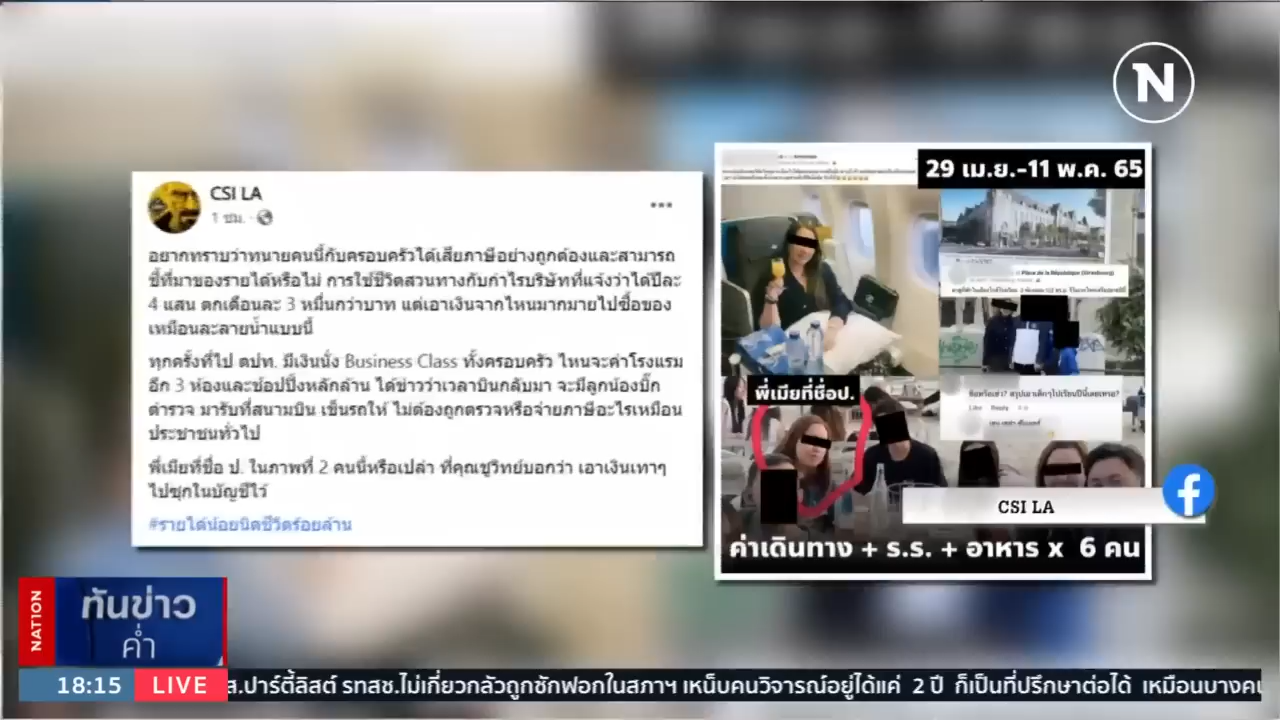 N
CSI LA
1 ชม.
อยากทราบว่าทนายคนนี้กับครอบครัวได้เสียภาษีอย่างถูกต้องและสามารถ
ชี้ที่มาของรายได้หรือไม่ การใช้ชีวิตสวนทางกับกำไรบริษัทที่แจ้งว่าได้ปีละ
4 แสน ตกเดือนละ 3 หมื่นกว่าบาท แต่เอาเงินจากไหนมากมายไปซื้อของ
เหมือนละลายน้ำแบบนี้
ทุกครั้งที่ไป ตปท. มีเงินนั่ง Business Class ทั้งครอบครัว ไหนจะค่าโรงแรม
อีก 3 ห้องและช้อปปิ้งหลักล้าน ได้ข่าวว่าเวลาบินกลับมา จะมีลูกน้องบิ๊ก
ตำรวจ มารับที่สนามบิน เข็นรถให้ ไม่ต้องถูกตรวจหรือจ่ายภาษีอะไรเหมือน
ประชาชนทั่วไป
พี่เมียที่ชื่อ ป. ในภาพที่ 2 คนนี้หรือเปล่า ที่คุณชูวิทย์บอกว่า เอาเงินเทาๆ
ไปซุกในบัญชีไว้
#รายได้น้อยนิดชีวิตร้อยล้าน
29 เม.ย.-11 พ.ค. 65
Place de la République (Strasbourg)
พี่เมียที่ชื่อป.
Like Reply
CSI LA
ค่าเดินทาง + ร.ร. + อาหาร x 6 คน
NATION
ทันข่าว
ค่ำ
18:15 LIVE ส.ปาร์ตี้ลิสต์ รทสช.ไม่เกี่ยวกลัวถูกซักฟอกในสภาฯ เหน็บคนวิจารณ์อยู่ได้แค่ 2 ปี ก็เป็นที่ปรึกษาต่อได้ เหมือนบางคน